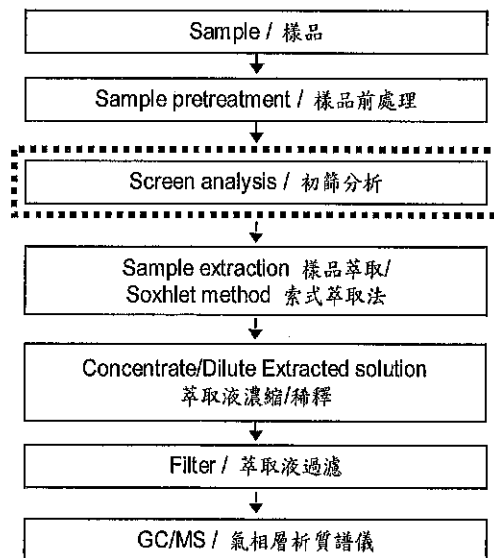 Sample / 樣品
Sample pretreatment / 樣品前處理
Screen analysis / 初篩分析
Sample extraction 樣品萃取/
Soxhlet method 索式萃取法
Concentrate/Dilute Extracted solution
萃取液濃縮/稀釋
Filter / 萃取液過濾
GC/MS / 氣相層析質譜儀